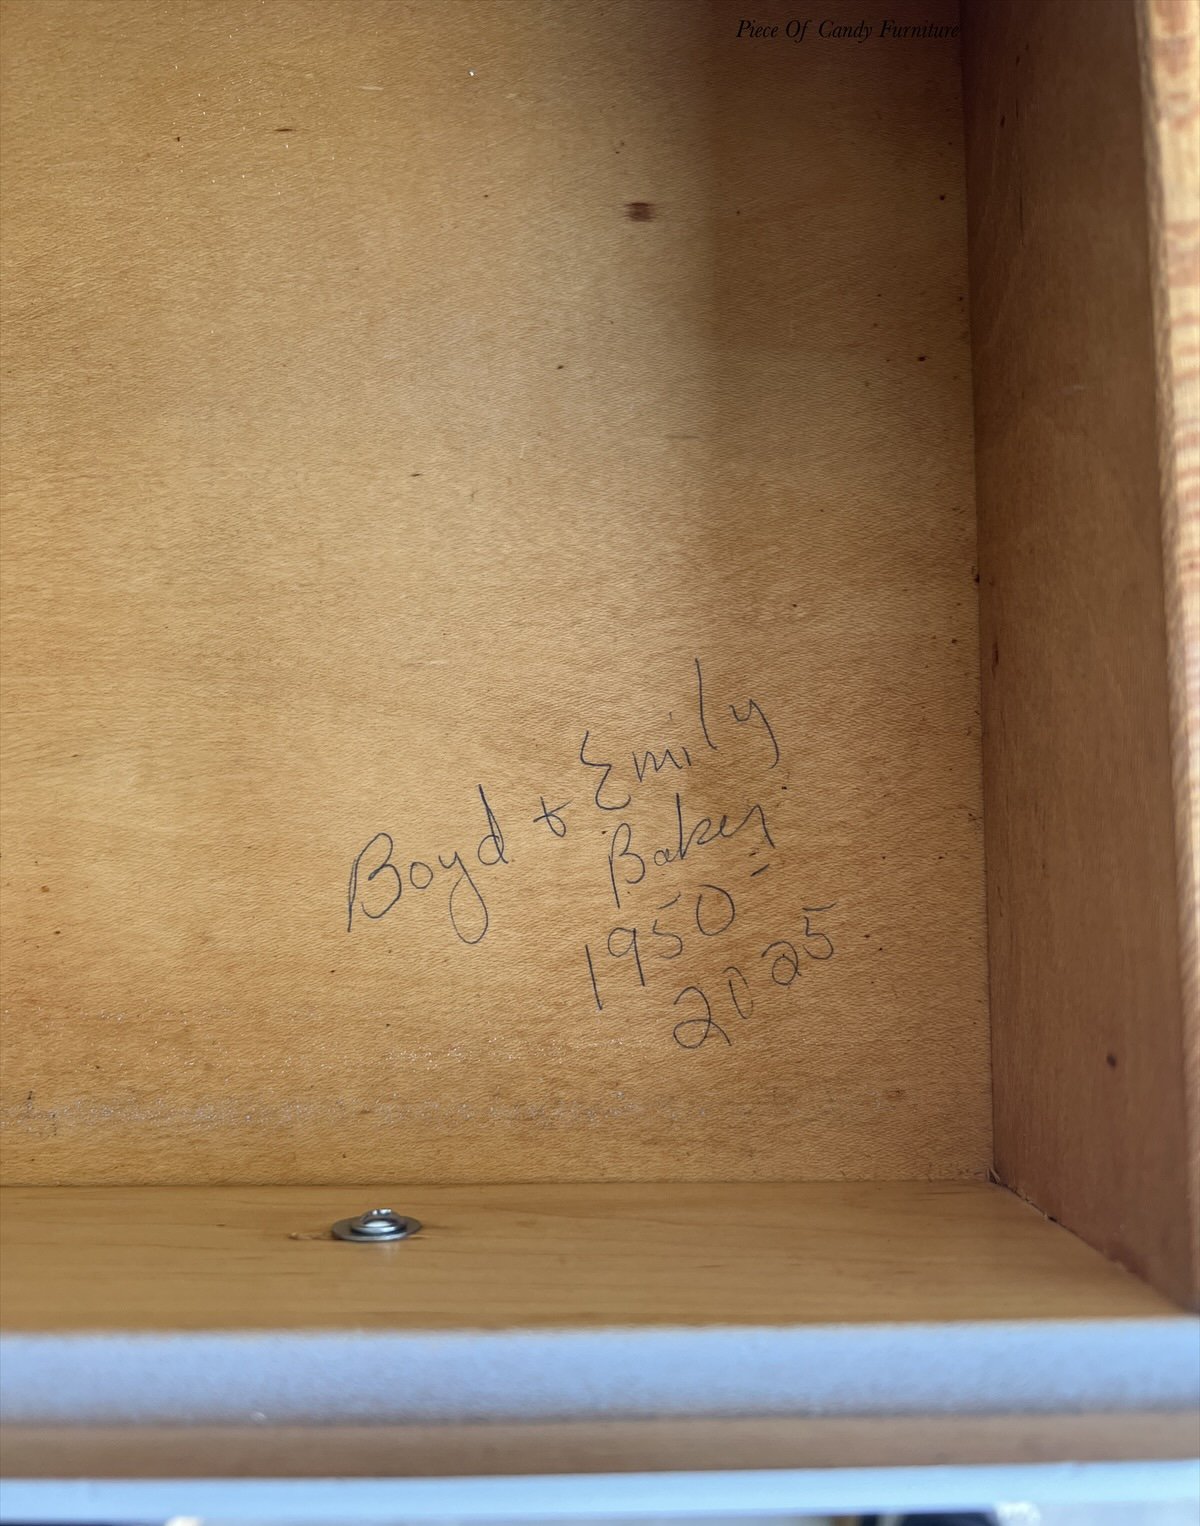 Piece Of Candy Furniture
Boyd + Emily
Baker
1950-
2025